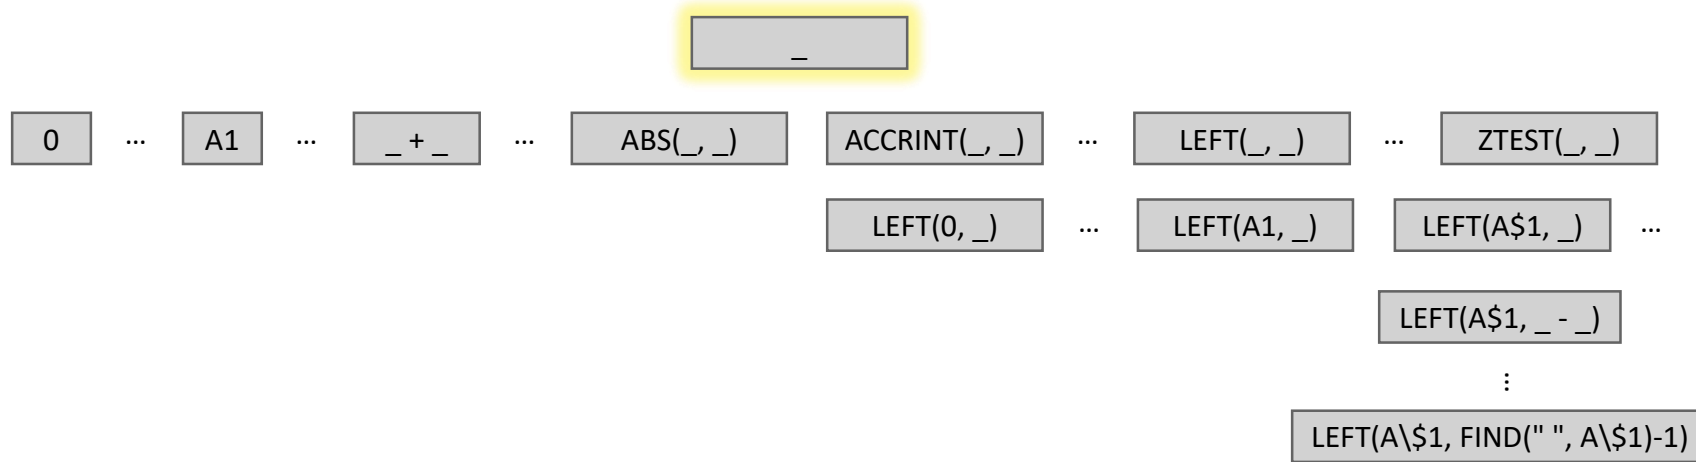 _
0 ... A1 ... _ + _ ... ABS(_, _) ACCRINT(_, _) ... LEFT(_, _) ... ZTEST(_, _)
LEFT(0, _) ... LEFT(A1, _) LEFT(A$1, _) ...
LEFT(A$1, _ - _)
⋮
LEFT(A\$1, FIND(" ", A\$1)-1)